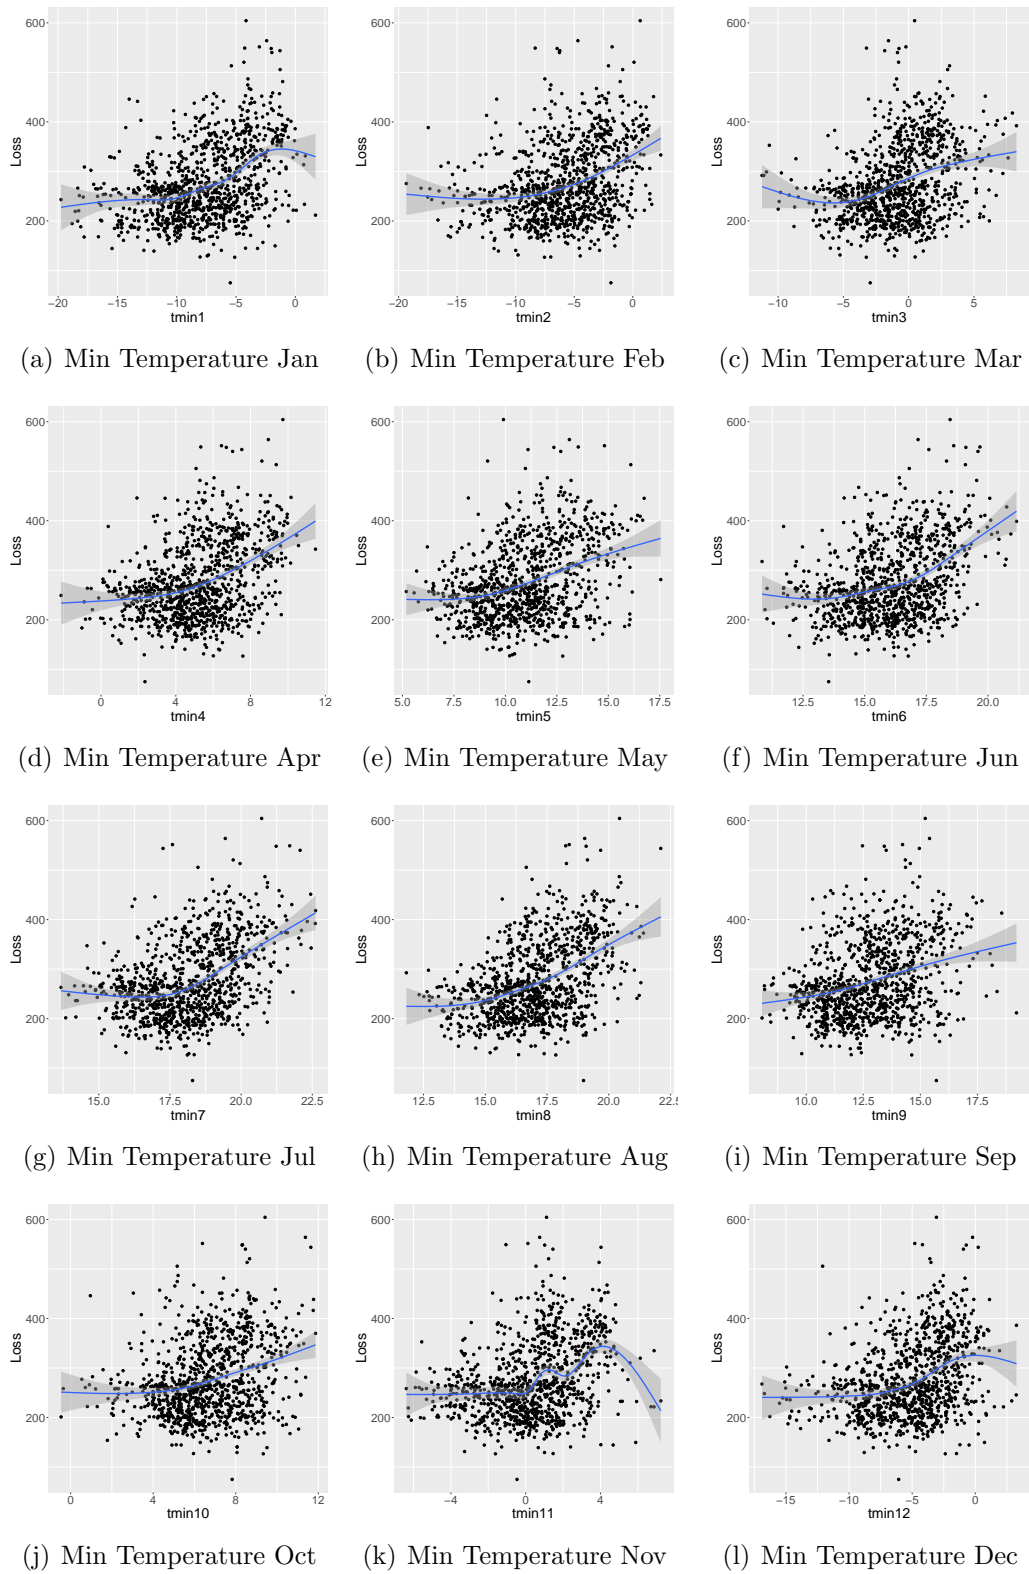 600
400
200
Loss
−20 −15 −10 −5 0
tmin1
(a) Min Temperature Jan
600
400
200
Loss
−20 −15 −10 −5 0
tmin2
(b) Min Temperature Feb
600
400
200
Loss
−10 −5 0 5
tmin3
(c) Min Temperature Mar
600
400
200
Loss
0 4 8 12
tmin4
(d) Min Temperature Apr
600
400
200
Loss
5.0 7.5 10.0 12.5 15.0 17.5
tmin5
(e) Min Temperature May
600
400
200
Loss
12.5 15.0 17.5 20.0
tmin6
(f) Min Temperature Jun
600
400
200
Loss
15.0 17.5 20.0 22.5
tmin7
(g) Min Temperature Jul
600
400
200
Loss
12.5 15.0 17.5 20.0 22.5
tmin8
(h) Min Temperature Aug
600
400
200
Loss
10.0 12.5 15.0 17.5
tmin9
(i) Min Temperature Sep
600
400
200
Loss
0 4 8 12
tmin10
(j) Min Temperature Oct
600
400
200
Loss
−4 0 4
tmin11
(k) Min Temperature Nov
600
400
200
Loss
−15 −10 −5 0
tmin12
(l) Min Temperature Dec